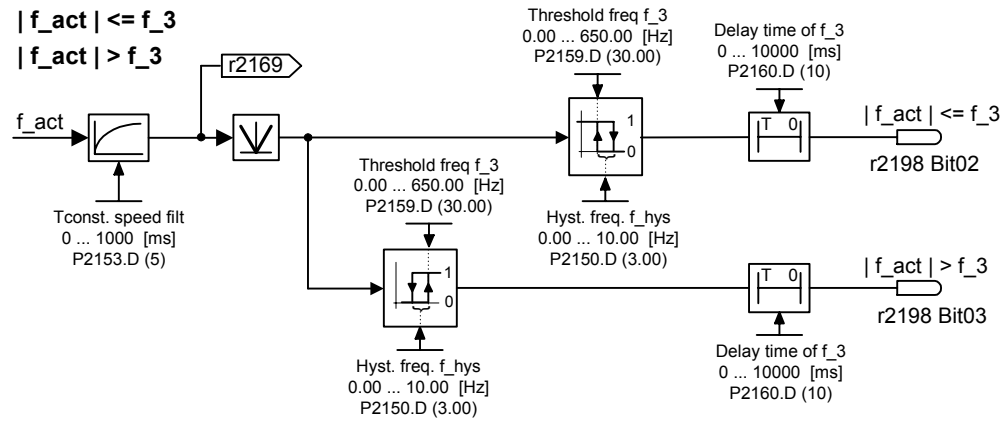 | f_act | <= f_3
| f_act | > f_3
r2169
f_act
Tconst. speed filt
0 ... 1000 [ms]
P2153.D (5)
Threshold freq f_3
0.00 ... 650.00 [Hz]
P2159.D (30.00)
1
0
Hyst. freq. f_hys
0.00 ... 10.00 [Hz]
P2150.D (3.00)
Delay time of f_3
0 ... 10000 [ms]
P2160.D (10)
T 0
| f_act | <= f_3
r2198 Bit02
Threshold freq f_3
0.00 ... 650.00 [Hz]
P2159.D (30.00)
1
0
Hyst. freq. f_hys
0.00 ... 10.00 [Hz]
P2150.D (3.00)
T 0
Delay time of f_3
0 ... 10000 [ms]
P2160.D (10)
| f_act | > f_3
r2198 Bit03